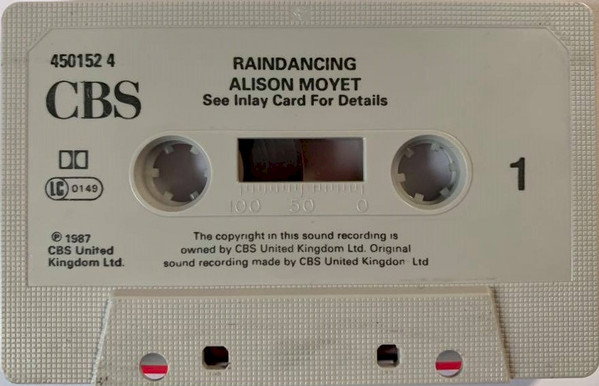 450152 4
CBS
RAINDANCING
ALISON MOYET
See Inlay Card For Details
LC 0149
1
100 50 0
℗ 1987
CBS United
Kingdom Ltd.
The copyright in this sound recording is
owned by CBS United Kingdom Ltd. Original
sound recording made by CBS United Kingdom Ltd